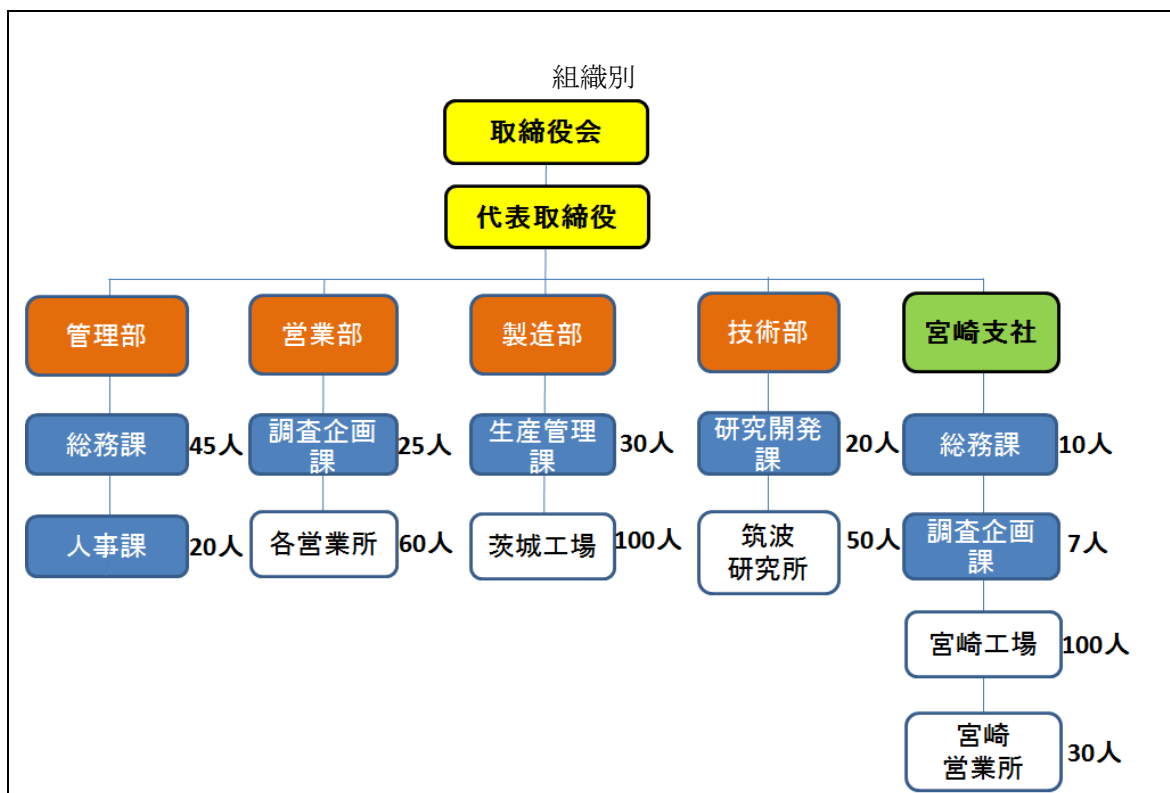 組織別
取締役会
代表取締役
管理部
営業部
製造部
技術部
宮崎支社
総務課
45人
調査企画
課
25人
生産管理
課
30人
研究開発
課
20人
総務課
10人
人事課
20人
各営業所
60人
茨城工場
100人
筑波
研究所
50人
調査企画
課
7人
宮崎工場
100人
宮崎
営業所
30人